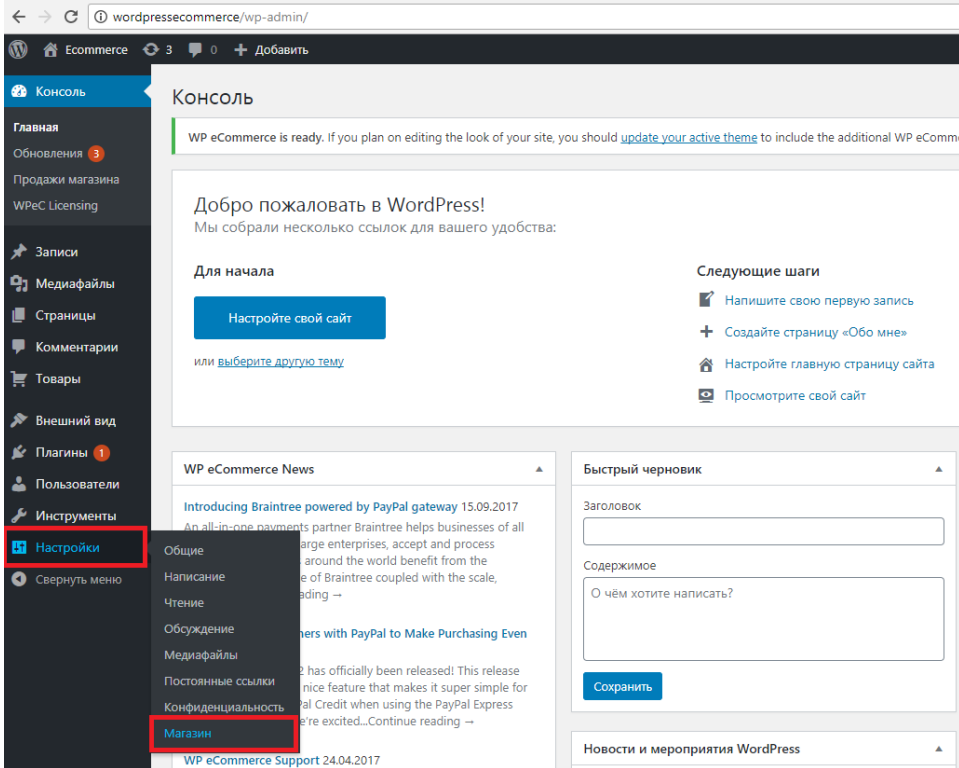 wordpressecommerce/wp-admin/
Ecommerce 3 0 Добавить
Консоль
Главная
Обновления 3
Продажи магазина
WPeC Licensing
Записи
Медиафайлы
Страницы
Комментарии
Товары
Внешний вид
Плагины 1
Пользователи
Инструменты
Настройки
Свернуть меню
Общие
Написание
Чтение
Обсуждение
Медиафайлы
Постоянные ссылки
Конфиденциальность
Магазин
Консоль
WP eCommerce is ready. If you plan on editing the look of your site, you should update your active theme to include the additional WP eComm
Добро пожаловать в WordPress!
Мы собрали несколько ссылок для вашего удобства:
Для начала
Настройте свой сайт
или выберите другую тему
Следующие шаги
Напишите свою первую запись
Создайте страницу «Обо мне»
Настройте главную страницу сайта
Просмотрите свой сайт
WP eCommerce News
Introducing Braintree powered by PayPal gateway 15.09.2017
An all-in-one payments partner Braintree helps businesses of all
arge enterprises, accept and process
around the world benefit from the
e of Braintree coupled with the scale,
ading →
ners with PayPal to Make Purchasing Even
2 has officially been released! This release
nice feature that makes it super simple for
Pal Credit when using the PayPal Express
e're excited...Continue reading →
WP eCommerce Support 24.04.2017
Быстрый черновик
Заголовок
Содержимое
О чём хотите написать?
Сохранить
Новости и мероприятия WordPress